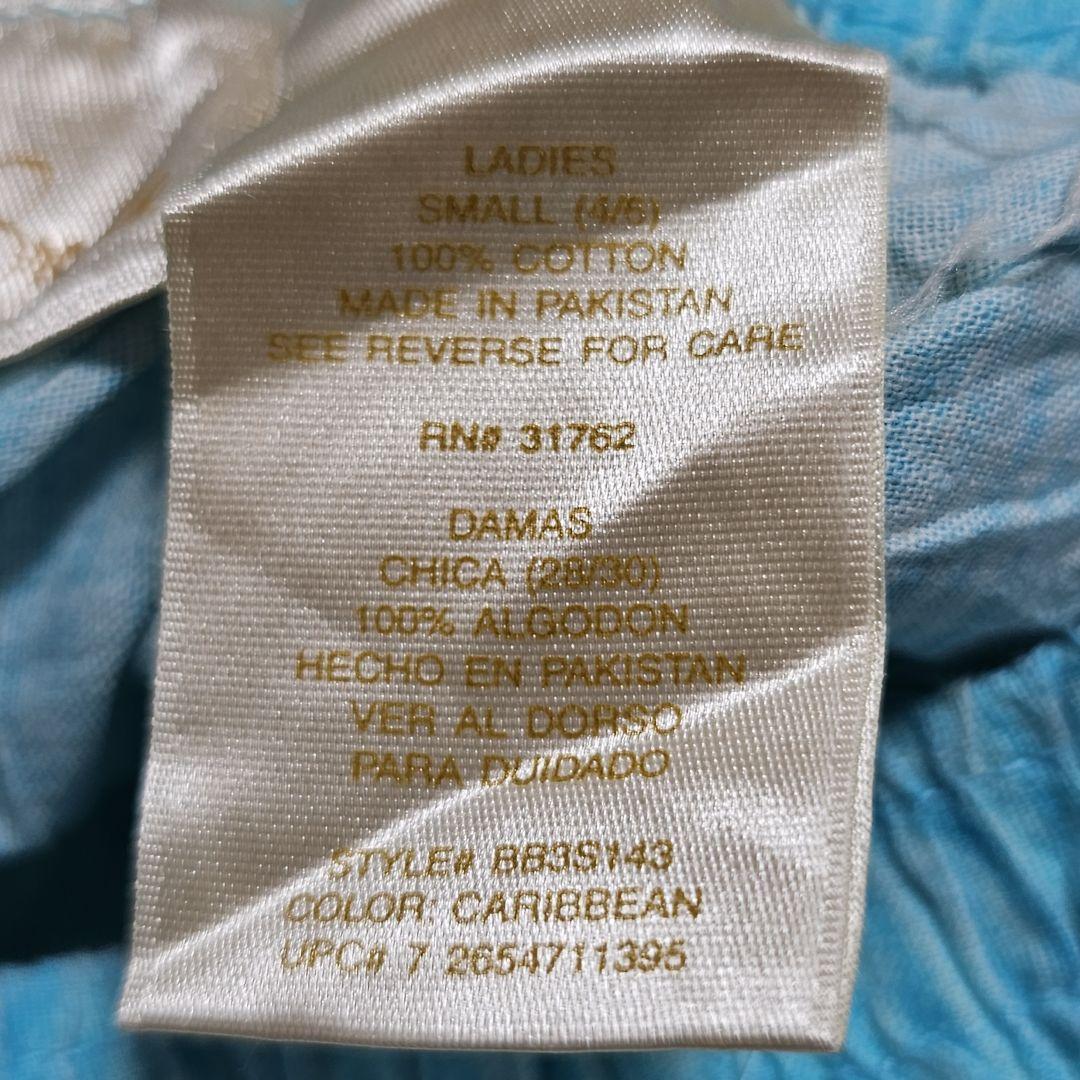 LADIES
SMALL (4/6)
100% COTTON
MADE IN PAKISTAN
SEE REVERSE FOR CARE
RN# 31762
DAMAS
CHICA (28/30)
100% ALGODON
HECHO EN PAKISTAN
VER AL DORSO
PARA DUIDADO
STYLE# BB3S143
COLOR: CARIBBEAN
UPC# 7 2654711395